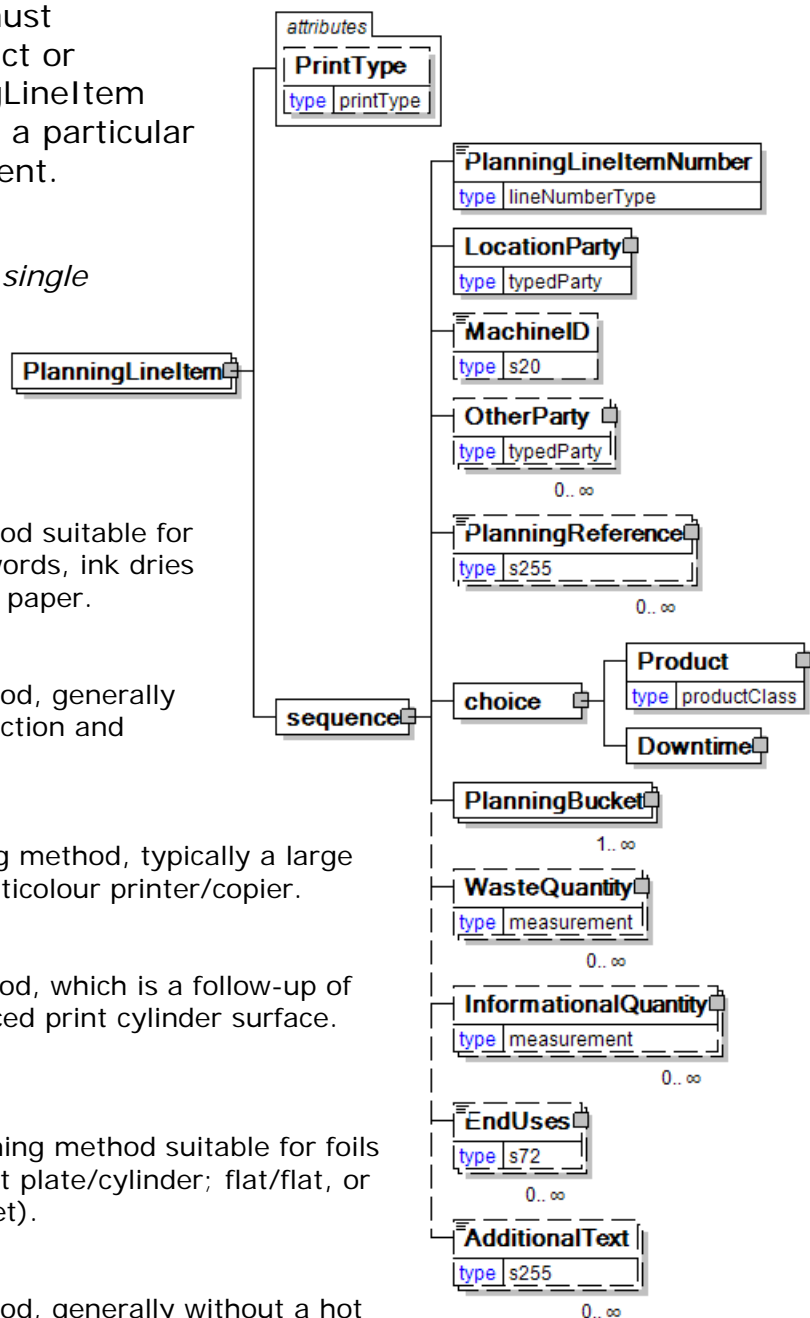 must
ct or
gLineItem
a particular
ent.
single
od suitable for
words, ink dries
paper.
od, generally
ction and
g method, typically a large
ticolour printer/copier.
od, which is a follow-up of
ced print cylinder surface.
ning method suitable for foils
t plate/cylinder; flat/flat, or
et).
od, generally without a hot
PlanningLineItem
attributes
PrintType
type printType
sequence
PlanningLineItemNumber
type lineNumberType
LocationParty
type typedParty
MachineID
type s20
OtherParty
type typedParty
0.. ∞
PlanningReference
type s255
0.. ∞
choice
Product
type productClass
Downtime
PlanningBucket
1.. ∞
WasteQuantity
type measurement
0.. ∞
InformationalQuantity
type measurement
0.. ∞
EndUses
type s72
0.. ∞
AdditionalText
type s255
0.. ∞